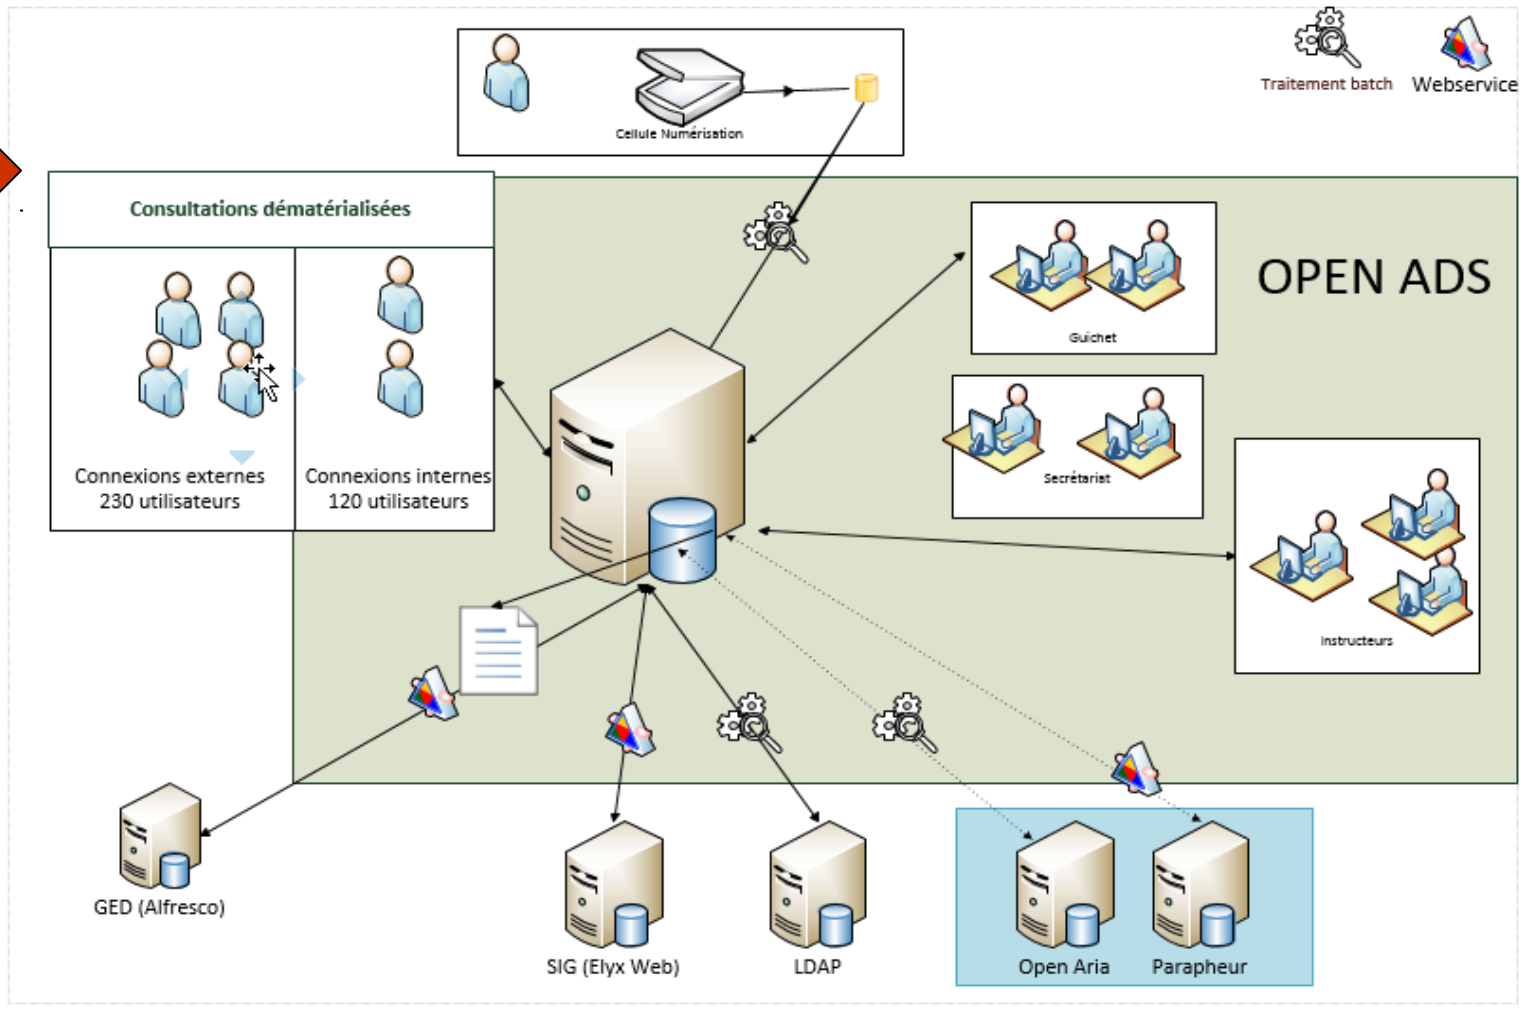 Traitement batch
Webservice
Cellule Numérisation
Consultations dématérialisées
OPEN ADS
Guichet
Secrétariat
Connexions externes
230 utilisateurs
Connexions internes
120 utilisateurs
Instructeurs
GED (Alfresco)
SIG (Elyx Web)
LDAP
Open Aria
Parapheur